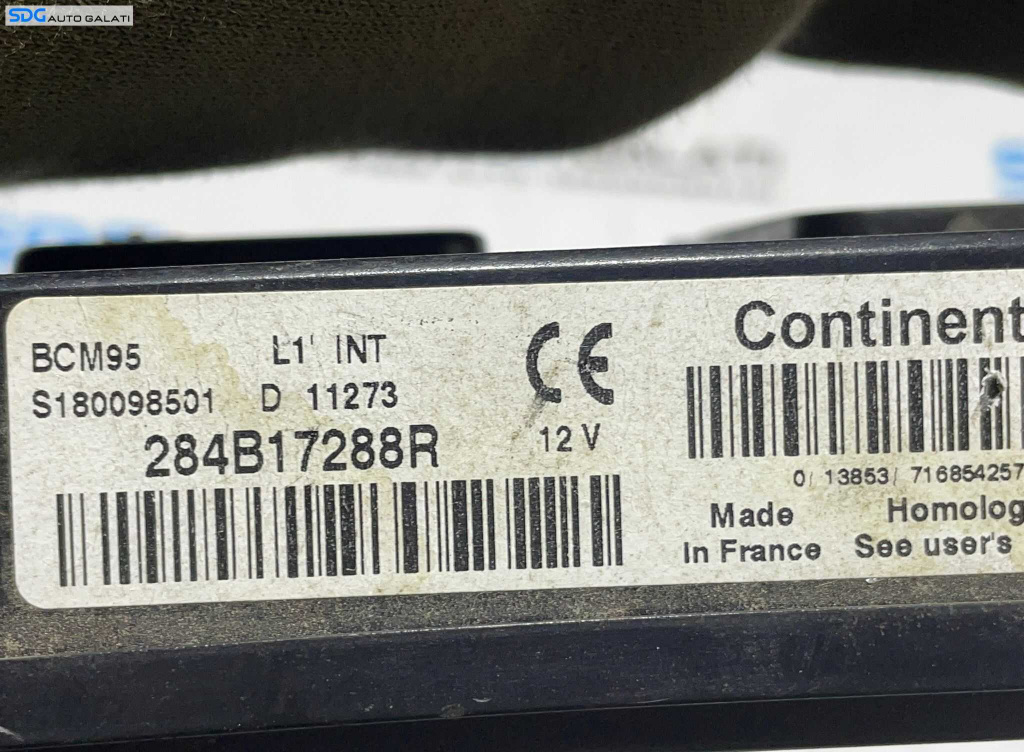 SDG AUTO GALATI
BCM95 L1' INT
S180098501 D 11273
284B17288R
CE
12 V
Continent
0/ 13853/ 716854257
Made
In France
Homolog
See user's